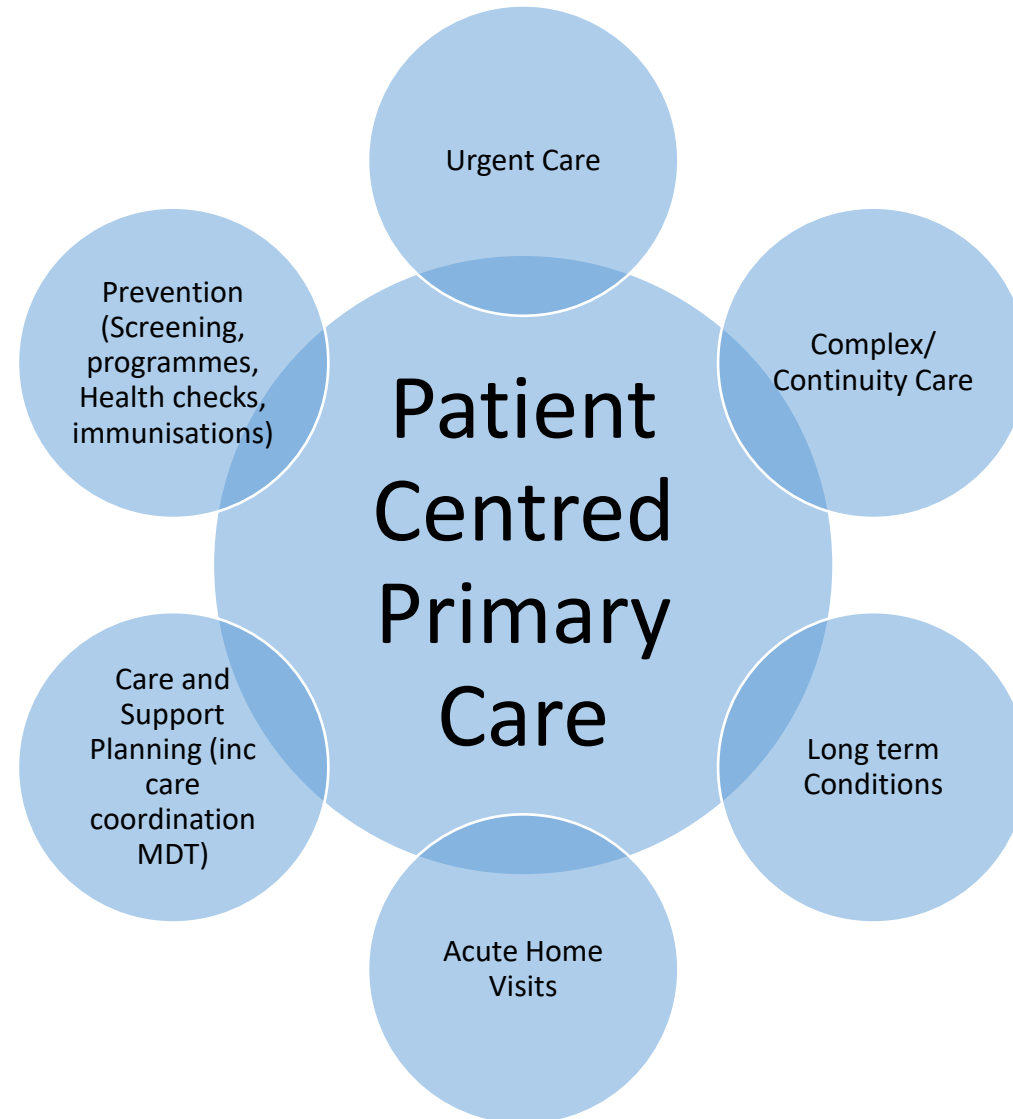 Urgent Care
Prevention
(Screening,
programmes,
Health checks,
immunisations)
Complex/
Continuity Care
Patient
Centred
Primary
Care
Care and
Support
Planning (inc
care
coordination
MDT)
Long term
Conditions
Acute Home
Visits